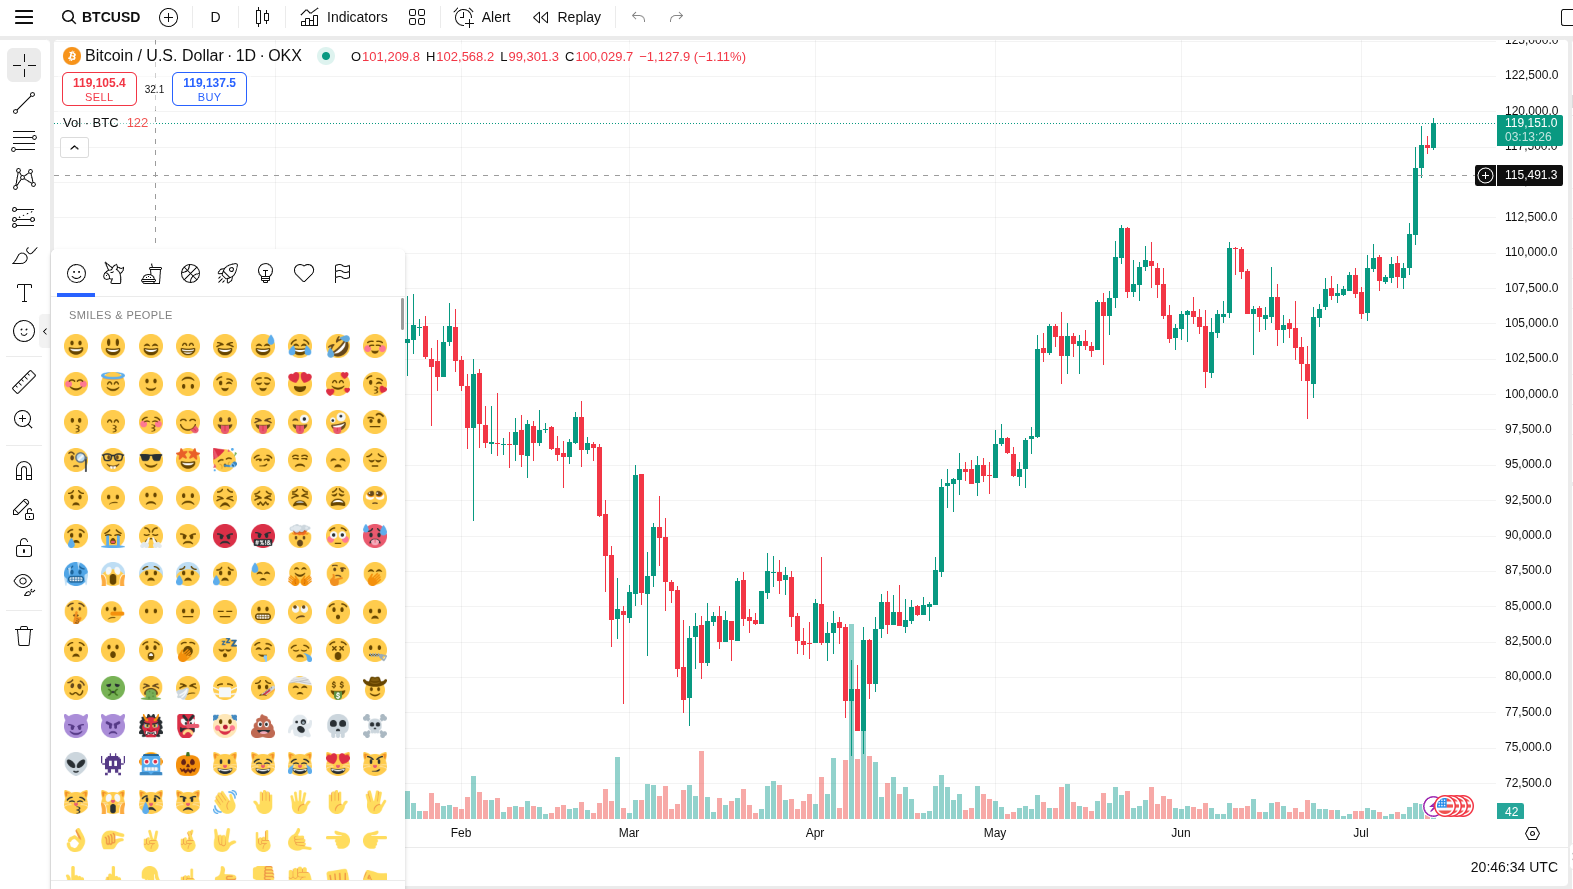 BTCUSD
D
Indicators
Alert
Replay
Bitcoin / U.S. Dollar · 1D · OKX
O101,209.8 H102,568.2 L99,301.3 C100,029.7 −1,127.9 (−1.11%)
119,105.4
SELL
32.1
119,137.5
BUY
Vol · BTC 122
SMILES & PEOPLE
125,000.0
122,500.0
120,000.0
119,151.0
03:13:26
117,500.0
115,491.3
112,500.0
110,000.0
107,500.0
105,000.0
102,500.0
100,000.0
97,500.0
95,000.0
92,500.0
90,000.0
87,500.0
85,000.0
82,500.0
80,000.0
77,500.0
75,000.0
72,500.0
42
Feb
Mar
Apr
May
Jun
Jul
20:46:34 UTC